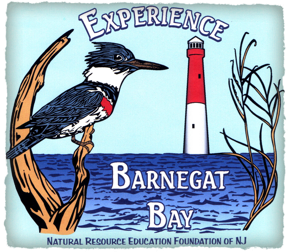 EXPERIENCE
BARNEGAT
BAY
NATURAL RESOURCE EDUCATION FOUNDATION OF NJ